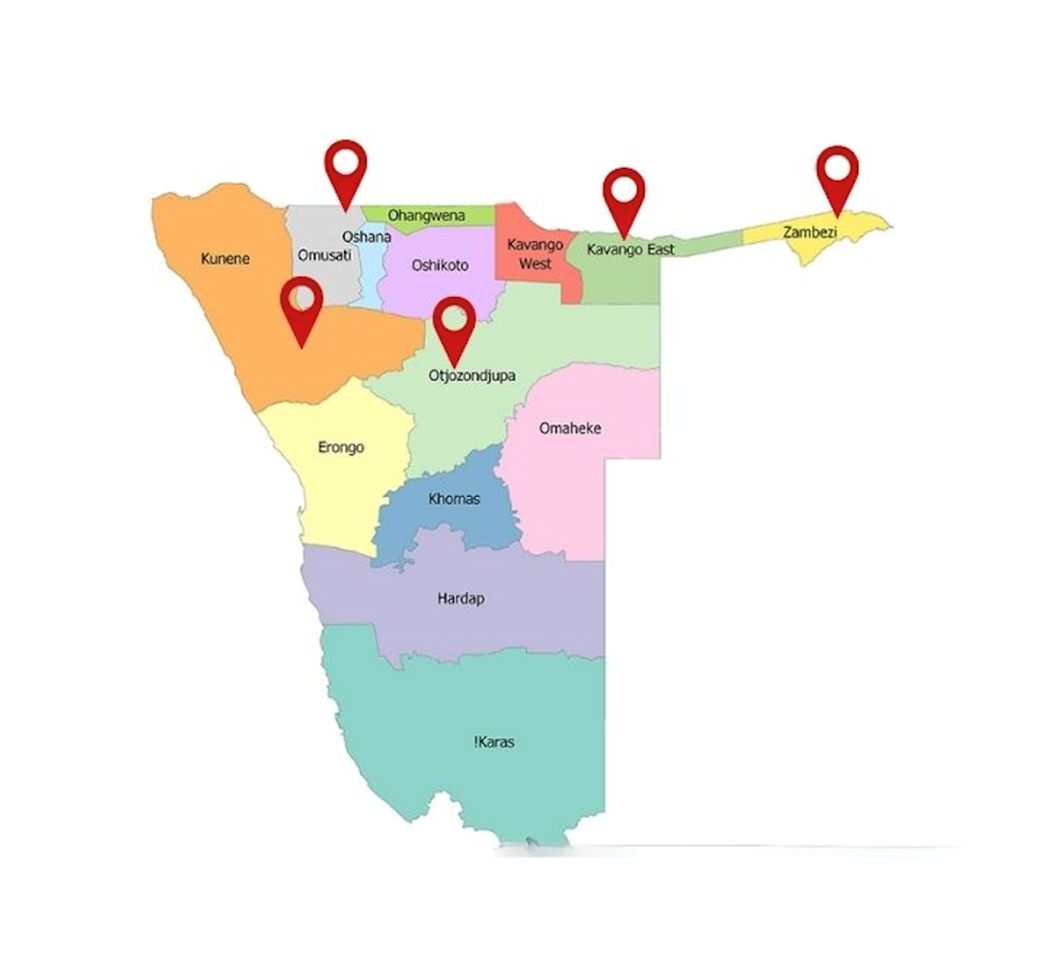 Ohangwena
Oshana
Kavango
West
Kavango East
Zambezi
Kunene
Omusati
Oshikoto
Otjozondjupa
Omaheke
Erongo
Khomas
Hardap
!Karas